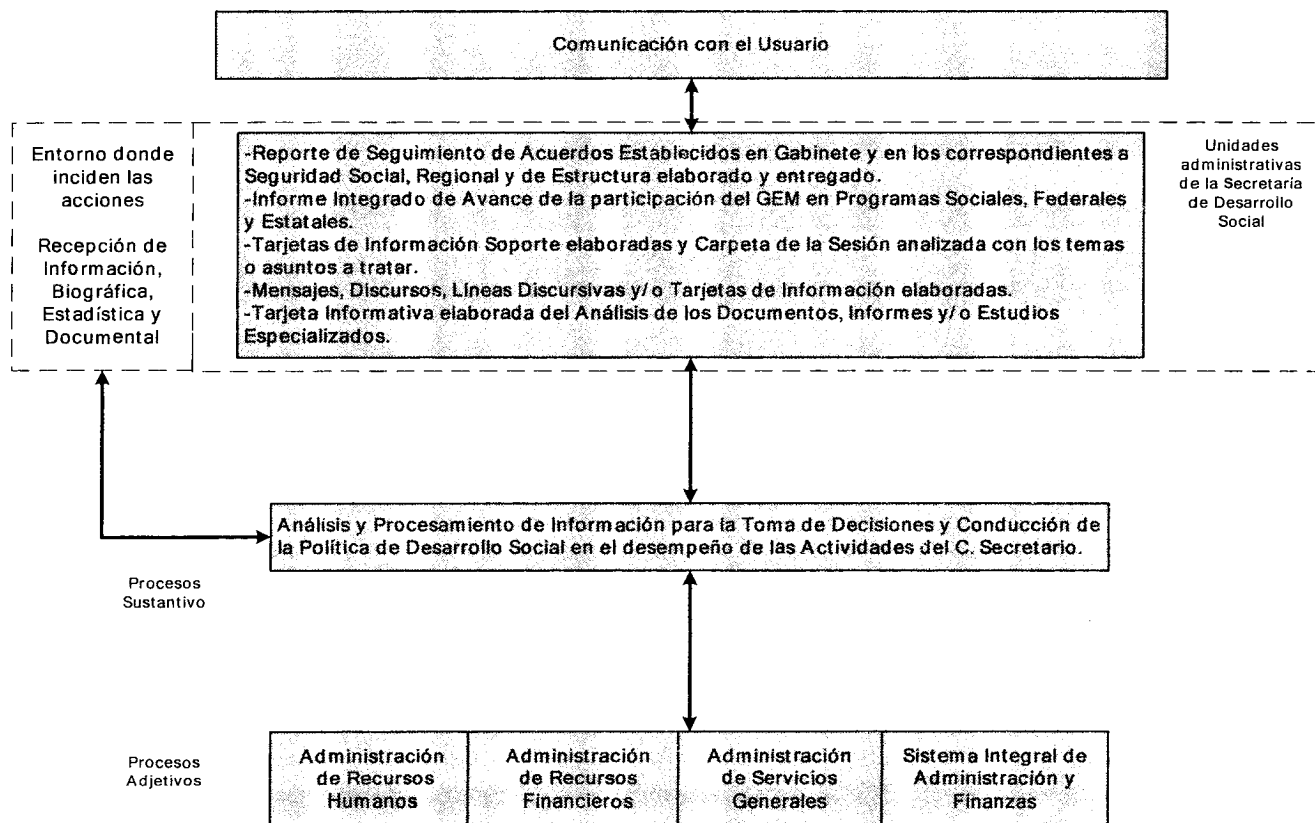 Comunicación con el Usuario
Entorno donde
inciden las
acciones
Recepción de
Información,
Biográfica,
Estadística y
Documental
-Reporte de Seguimiento de Acuerdos Establecidos en Gabinete y en los correspondientes a
Seguridad Social, Regional y de Estructura elaborado y entregado.
-Informe Integrado de Avance de la participación del GEM en Programas Sociales, Federales
y Estatales.
-Tarjetas de Información Soporte elaboradas y Carpeta de la Sesión analizada con los temas
o asuntos a tratar.
-Mensajes, Discursos, Líneas Discursivas y/o Tarjetas de Información elaboradas.
-Tarjeta Informativa elaborada del Análisis de los Documentos, Informes y/o Estudios
Especializados.
Unidades
administrativas
de la Secretaría
de Desarrollo
Social
Análisis y Procesamiento de Información para la Toma de Decisiones y Conducción de
la Política de Desarrollo Social en el desempeño de las Actividades del C. Secretario.
Procesos
Sustantivo
Procesos
Adjetivos
Administración
de Recursos
Humanos
Administración
de Recursos
Financieros
Administración
de Servicios
Generales
Sistema Integral de
Administración y
Finanzas